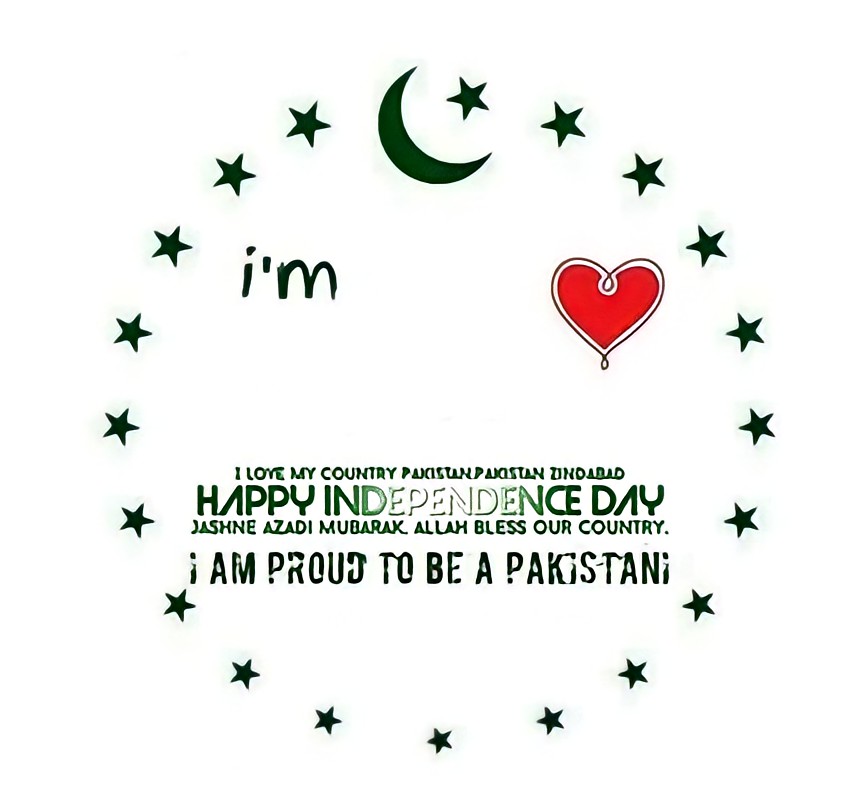 i'm
I LOVE MY COUNTRY PAKISTAN.PAKISTAN ZINDABAD
HAPPY INDEPENDENCE DAY
JASHNE AZADI MUBARAK. ALLAH BLESS OUR COUNTRY.
i AM PROUD TO BE A PAKISTANi